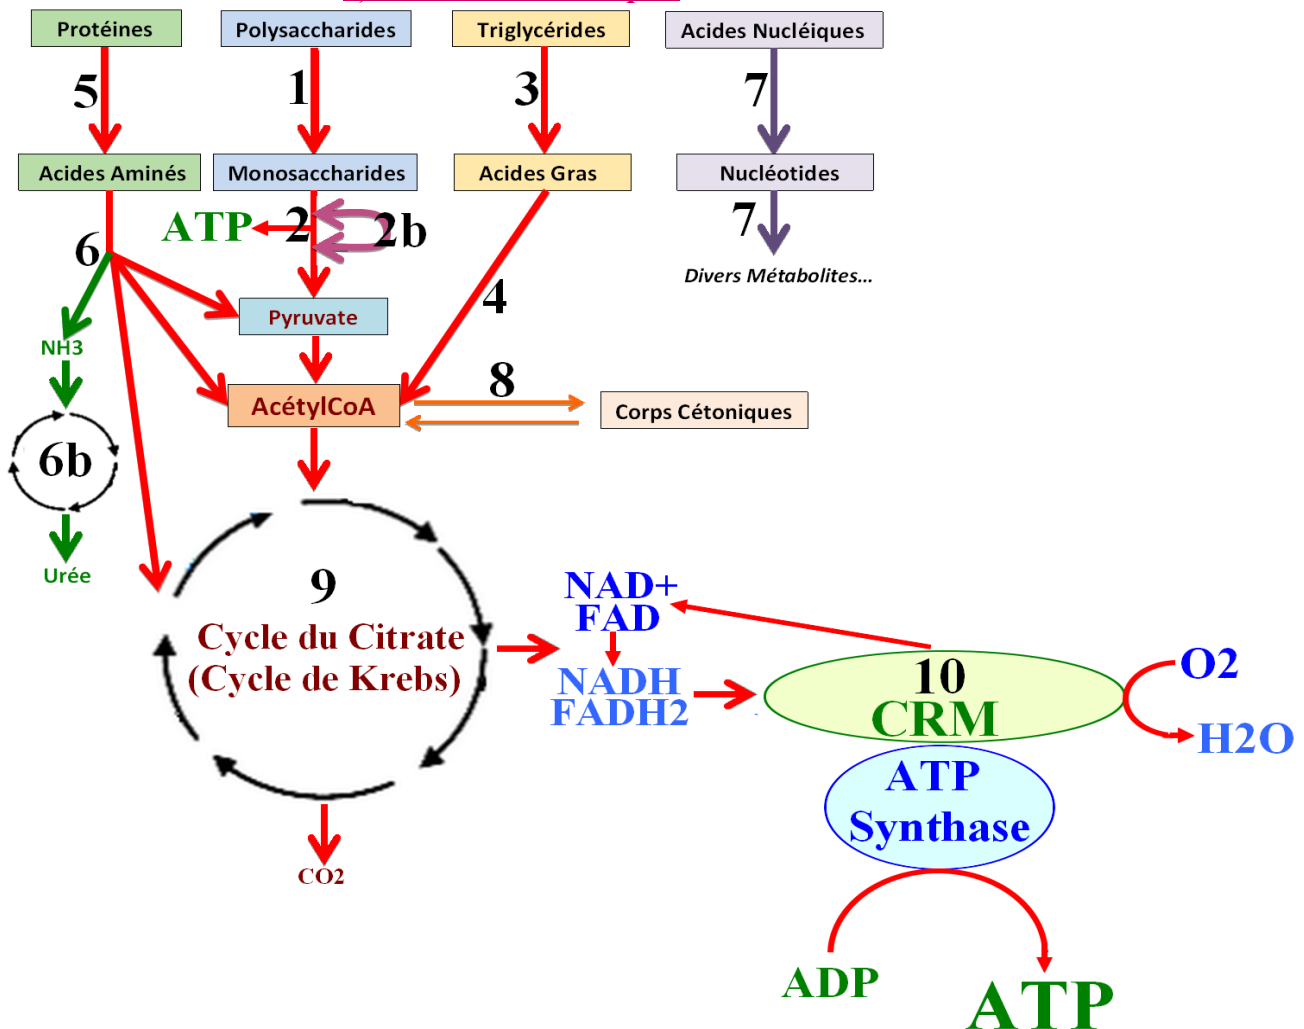 Protéines
Polysaccharides
Triglycérides
Acides Nucléiques
5
1
3
7
Acides Aminés
Monosaccharides
Acides Gras
Nucléotides
ATP
2
2b
7
6
Divers Métabolites...
4
Pyruvate
NH3
8
AcétylCoA
Corps Cétoniques
6b
Urée
9
Cycle du Citrate
(Cycle de Krebs)
NAD+
FAD
NADH
FADH2
10
CRM
O2
H2O
ATP
Synthase
CO2
ADP
ATP